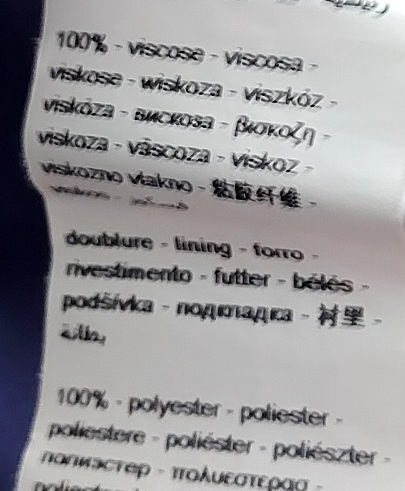 100% - viscose - viscosa -
viskose - wiskoza - viszkóz -
viskóza - вискоза - βισκοζη -
viskoza - vâscoza - viskoz -
viskozno vlakno - 粘胶纤维 -
doublure - lining - forro -
rivestimento - futter - bélés -
podšívka - подкладка - 衬里 -
100% - polyester - poliester -
poliestere - poliéster - poliészter -
полиэстер - πολυεστερας -